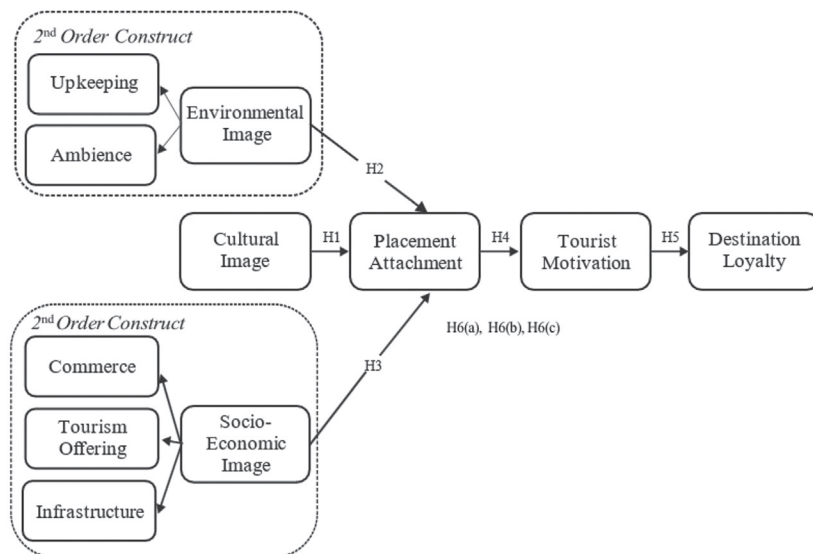 2nd Order Construct
Upkeeping
Environmental
Image
Ambience
H2
Cultural
Image
H1
Placement
Attachment
H4
Tourist
Motivation
H5
Destination
Loyalty
2nd Order Construct
H6(a), H6(b), H6(c)
Commerce
H3
Tourism
Offering
Socio-
Economic
Image
Infrastructure